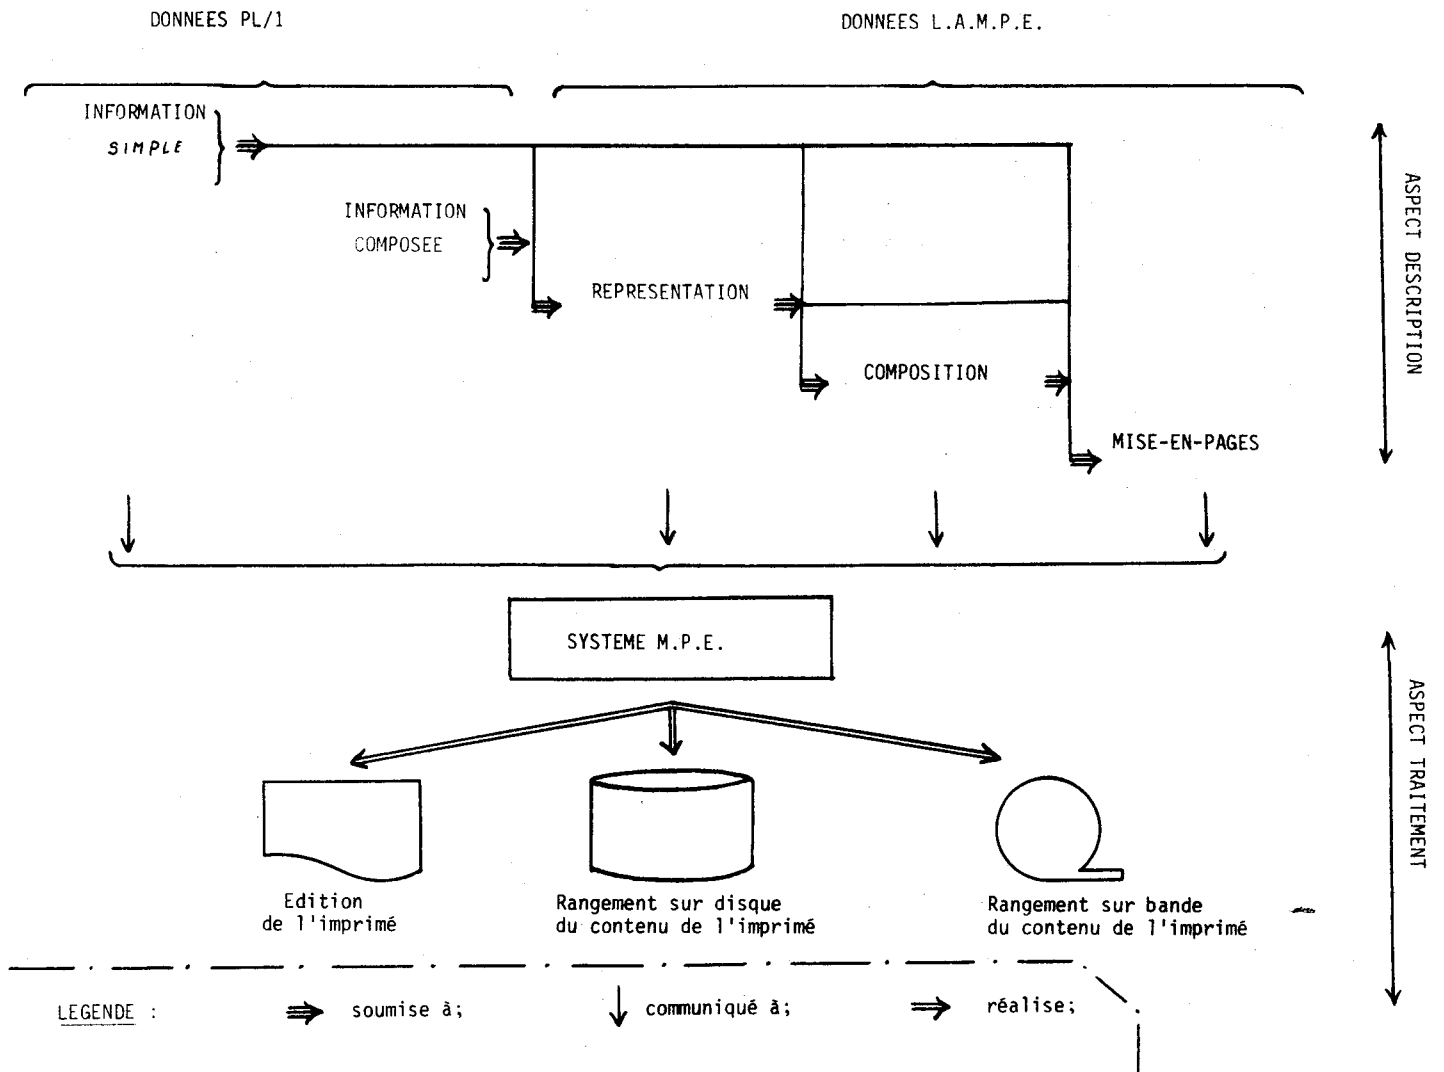 DONNEES PL/1
DONNEES L.A.M.P.E.
INFORMATION
SIMPLE
INFORMATION
COMPOSEE
REPRESENTATION
COMPOSITION
MISE-EN-PAGES
ASPECT DESCRIPTION
SYSTEME M.P.E.
ASPECT TRAITEMENT
Edition
de l'imprimé
Rangement sur disque
du contenu de l'imprimé
Rangement sur bande
du contenu de l'imprimé
LEGENDE :
soumise à;
communiqué à;
réalise;